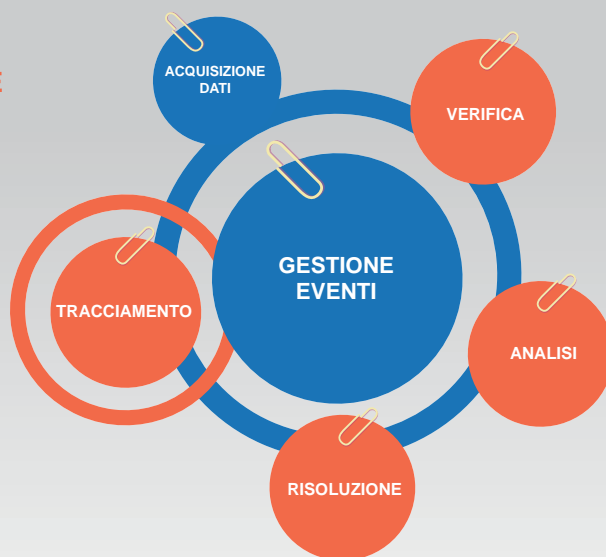 ACQUISIZIONE
DATI
VERIFICA
GESTIONE
EVENTI
TRACCIAMENTO
ANALISI
RISOLUZIONE